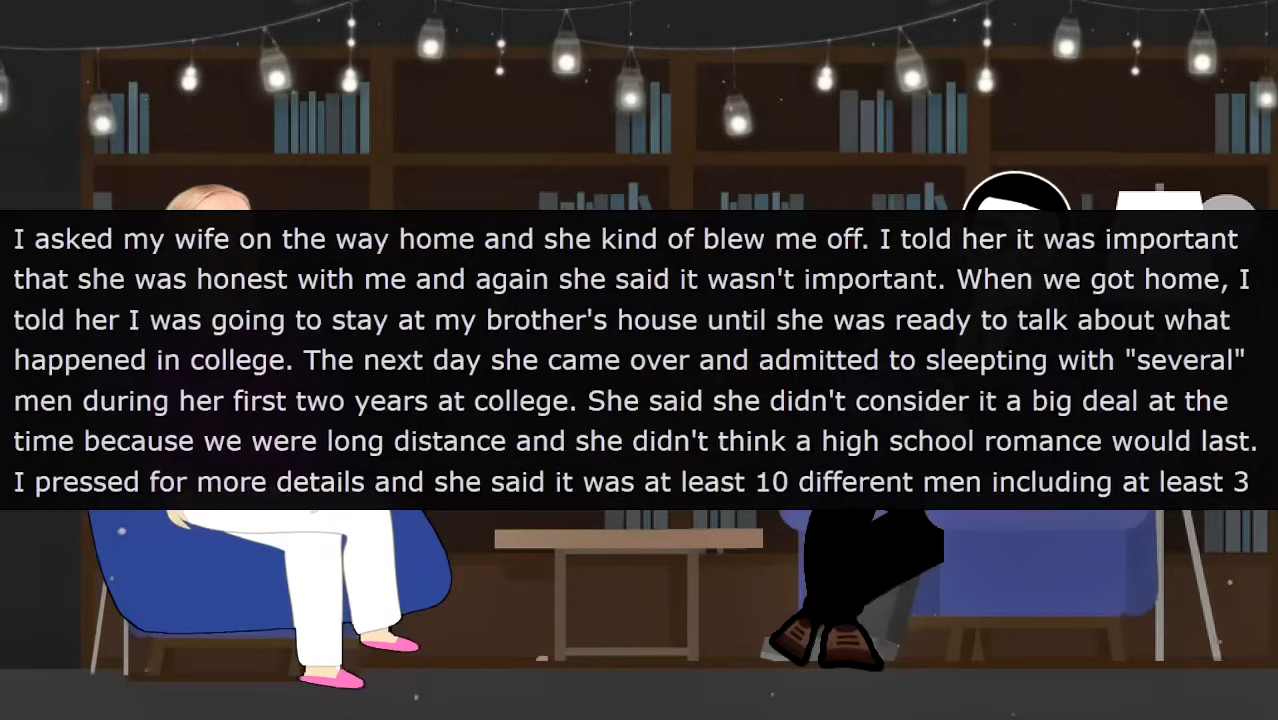 I asked my wife on the way home and she kind of blew me off. I told her it was important
that she was honest with me and again she said it wasn't important. When we got home, I
told her I was going to stay at my brother's house until she was ready to talk about what
happened in college. The next day she came over and admitted to sleepting with "several"
men during her first two years at college. She said she didn't consider it a big deal at the
time because we were long distance and she didn't think a high school romance would last.
I pressed for more details and she said it was at least 10 different men including at least 3